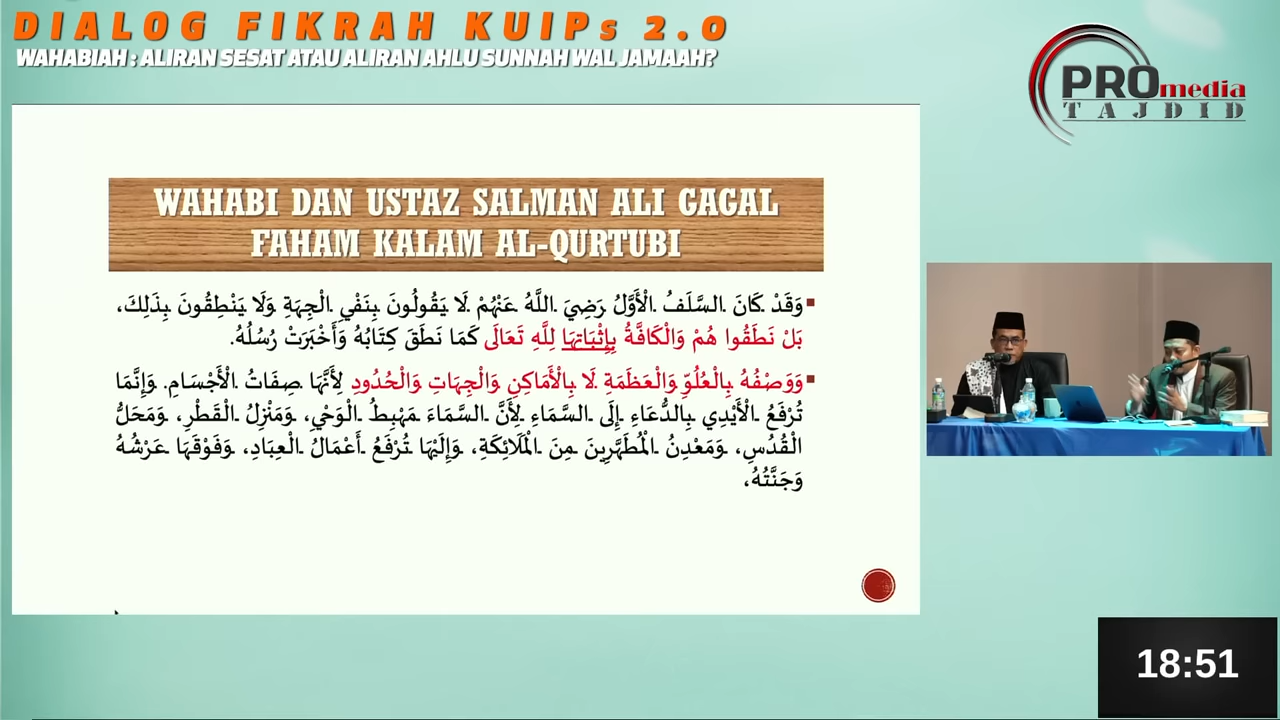 DIALOG FIKRAH KUIPs 2.0
WAHABIAH : ALIRAN SESAT ATAU ALIRAN AHLU SUNNAH WAL JAMAAH?
PROmedia
TAJDID
WAHABI DAN USTAZ SALMAN ALI GAGAL
FAHAM KALAM AL-QURTUBI
وَقَدْ كَانَ السَّلَفُ الْأَوَّلُ رَضِيَ اللَّهُ عَنْهُمْ لَا يَقُولُونَ بِنَفْيِ الْجِهَةِ وَلَا يَنْطِقُونَ بِذَلِكَ،
بَلْ نَطَقُوا هُمْ وَالْكَافَّةُ بِإِثْبَاتِهَا لِلَّهِ تَعَالَى كَمَا نَطَقَ كِتَابُهُ وَأَخْبَرَتْ رُسُلُهُ.
وَوَصْفُهُ بِالْعُلُوِّ وَالْعَظَمَةِ لَا بِالْأَمَاكِنِ وَالْجِهَاتِ وَالْحُدُودِ لِأَنَّهَا صِفَاتُ الْأَجْسَامِ. وَإِنَّمَا
تُرْفَعُ الْأَيْدِي بِالدُّعَاءِ إِلَى السَّمَاءِ لِأَنَّ السَّمَاءَ مَهْبِطُ الْوَحْيِ، وَمَنْزِلُ الْقَطْرِ، وَمَحَلُّ
الْقُدُسِ، وَمَعْدِنُ الْمُطَهَّرِينَ مِنَ الْمَلَائِكَةِ، وَإِلَيْهَا تُرْفَعُ أَعْمَالُ الْعِبَادِ، وَفَوْقَهَا عَرْشُهُ
وَجَنَّتُهُ،
18:51